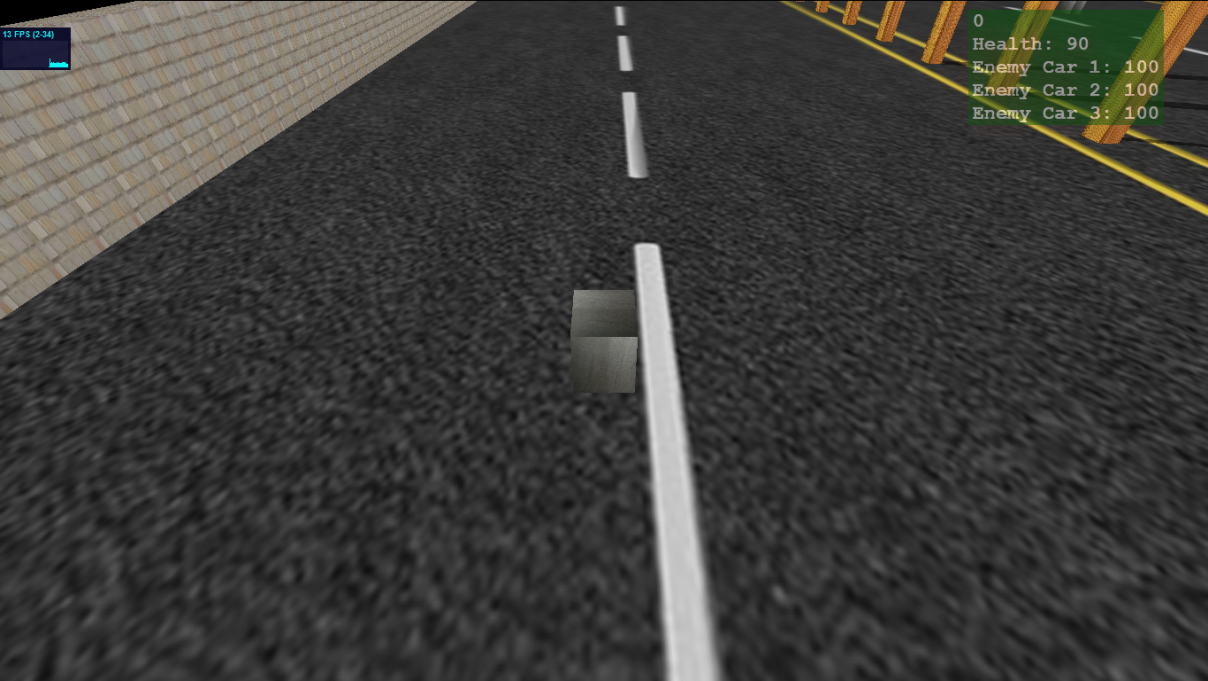 13 FPS (2-34)
0
Health: 90
Enemy Car 1: 100
Enemy Car 2: 100
Enemy Car 3: 100